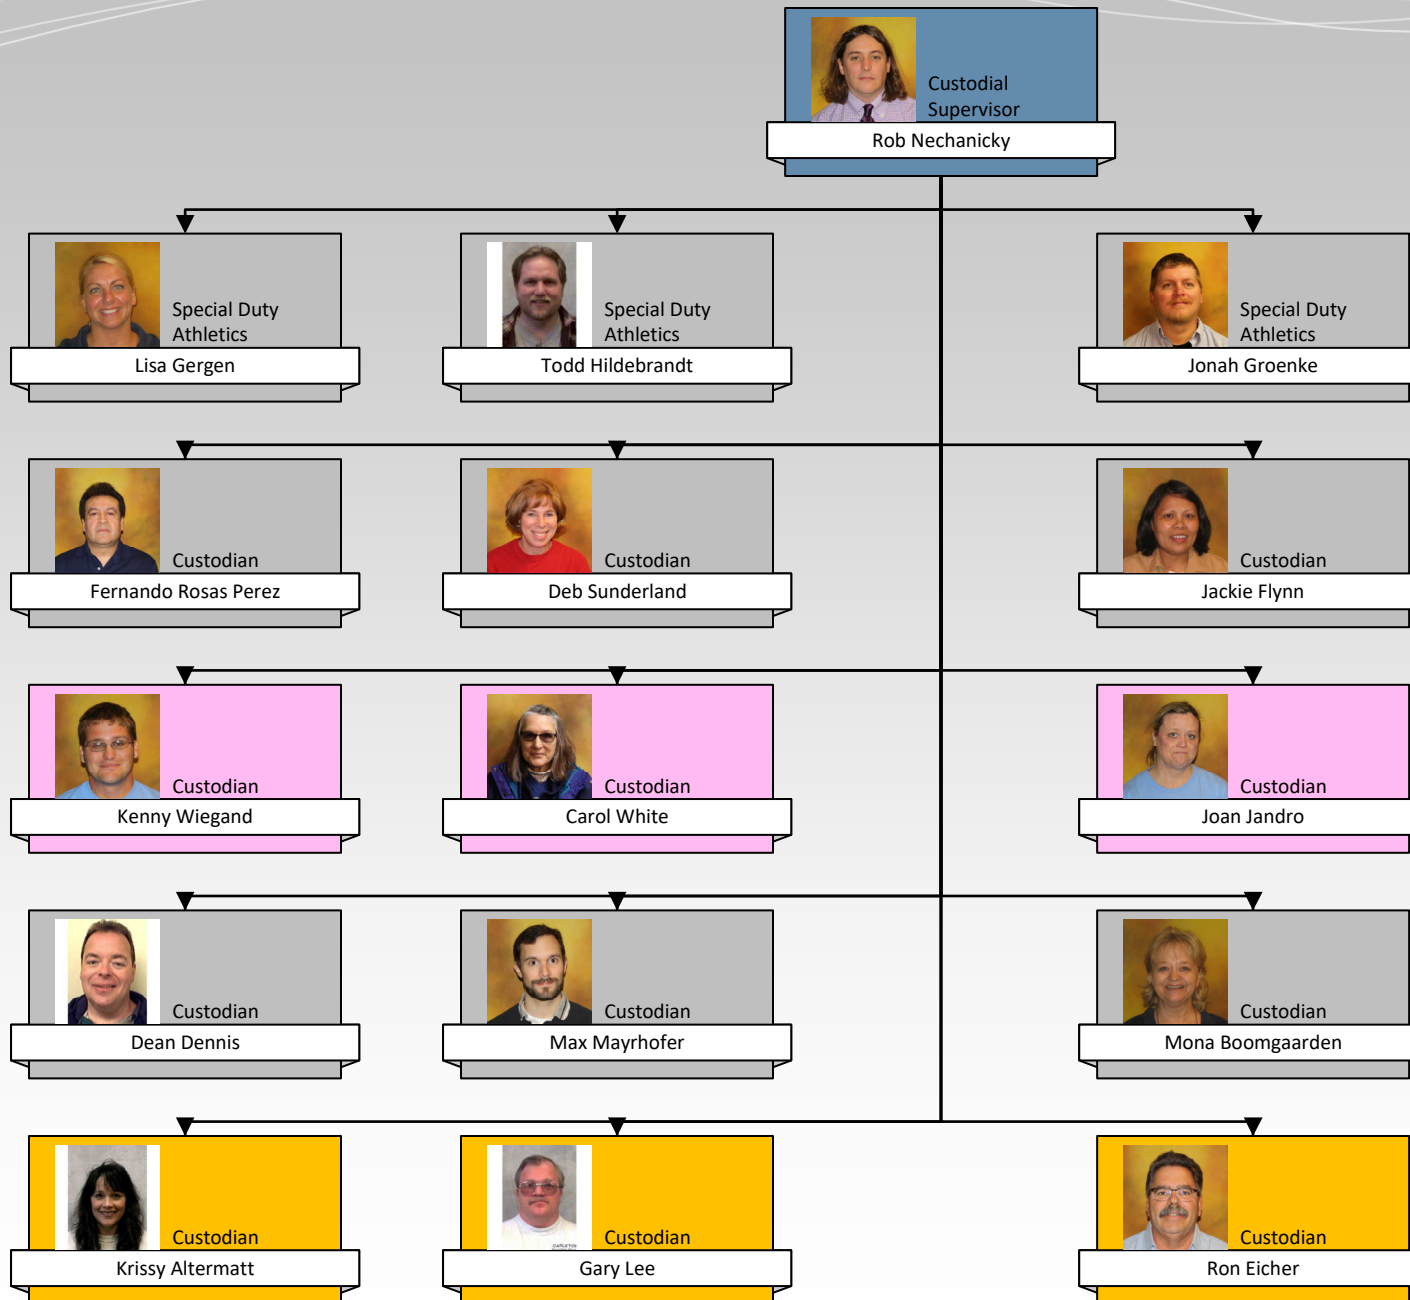 Custodial
Supervisor
Rob Nechanicky
Special Duty
Athletics
Lisa Gergen
Special Duty
Athletics
Todd Hildebrandt
Special Duty
Athletics
Jonah Groenke
Custodian
Fernando Rosas Perez
Custodian
Deb Sunderland
Custodian
Jackie Flynn
Custodian
Kenny Wiegand
Custodian
Carol White
Custodian
Joan Jandro
Custodian
Dean Dennis
Custodian
Max Mayrhofer
Custodian
Mona Boomgaarden
Custodian
Krissy Altermatt
Custodian
Gary Lee
Custodian
Ron Eicher